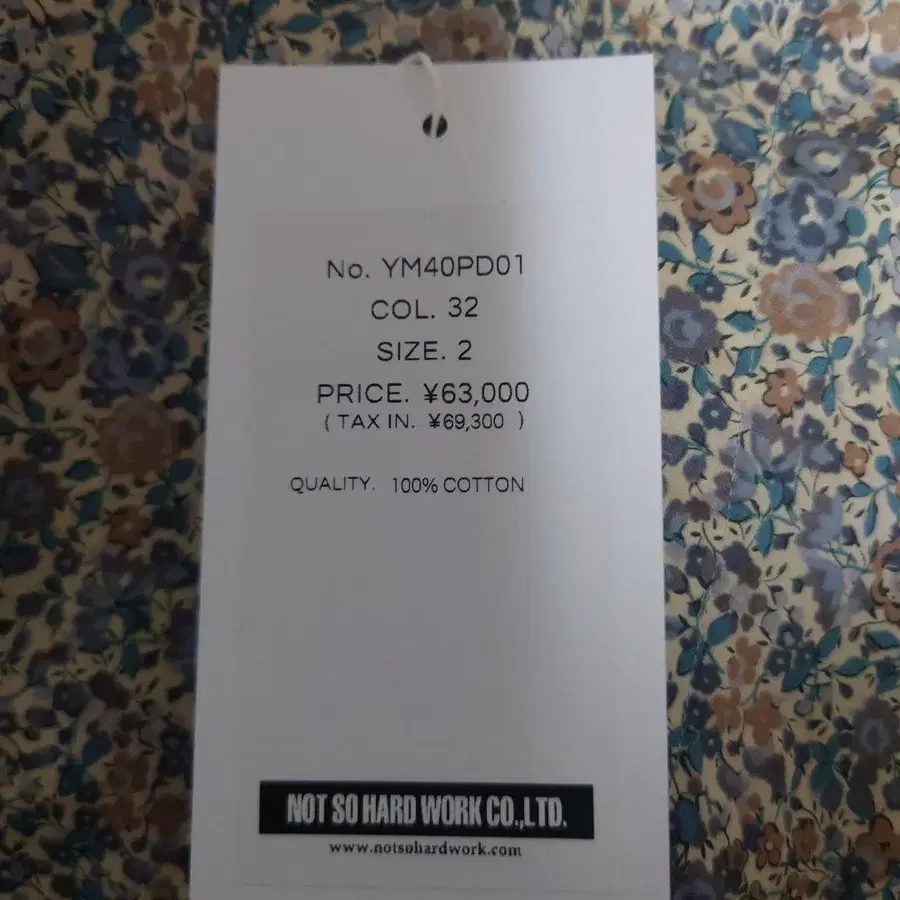 No. YM40PD01
COL. 32
SIZE. 2
PRICE. ¥63,000
( TAX IN. ¥69,300 )
QUALITY. 100% COTTON
NOT SO HARD WORK CO.,LTD.
www.notsohardwork.com